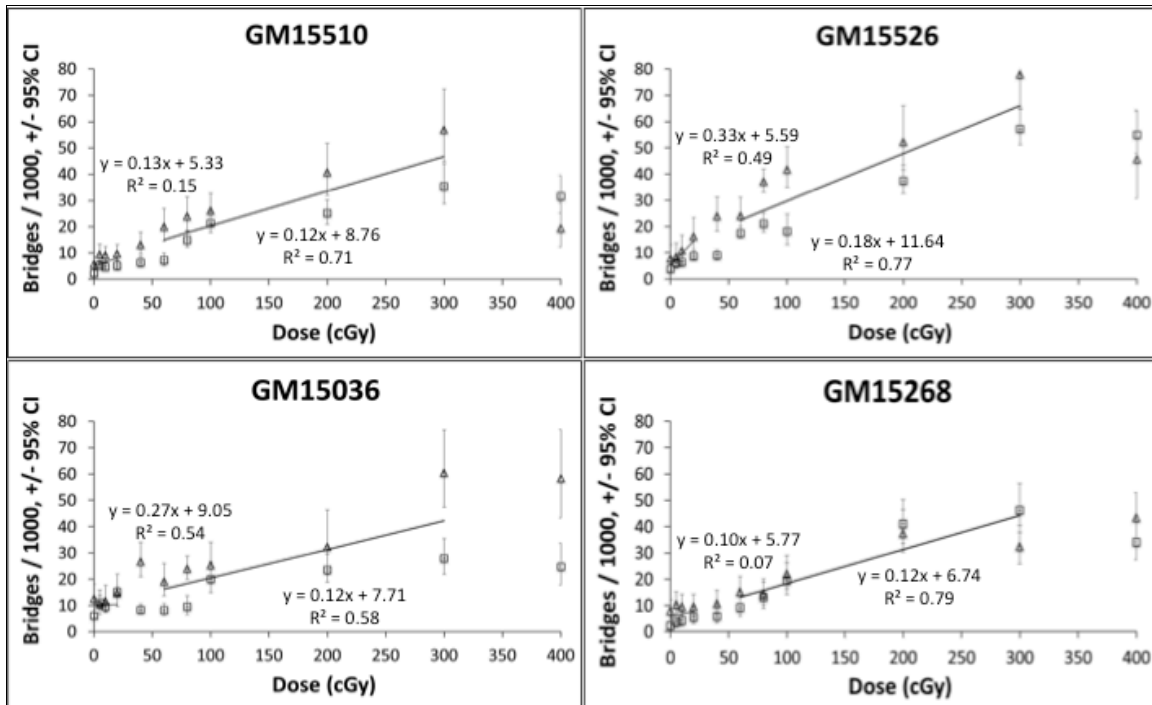 GM15510
Bridges / 1000, +/- 95% CI
80
70
60
50
40
30
20
10
0
y = 0.13x + 5.33
R² = 0.15
y = 0.12x + 8.76
R² = 0.71
0 50 100 150 200 250 300 350 400
Dose (cGy)
GM15526
Bridges / 1000, +/- 95% CI
80
70
60
50
40
30
20
10
0
y = 0.33x + 5.59
R² = 0.49
y = 0.18x + 11.64
R² = 0.77
0 50 100 150 200 250 300 350 400
Dose (cGy)
GM15036
Bridges / 1000, +/- 95% CI
80
70
60
50
40
30
20
10
0
y = 0.27x + 9.05
R² = 0.54
y = 0.12x + 7.71
R² = 0.58
0 50 100 150 200 250 300 350 400
Dose (cGy)
GM15268
Bridges / 1000, +/- 95% CI
80
70
60
50
40
30
20
10
0
y = 0.10x + 5.77
R² = 0.07
y = 0.12x + 6.74
R² = 0.79
0 50 100 150 200 250 300 350 400
Dose (cGy)